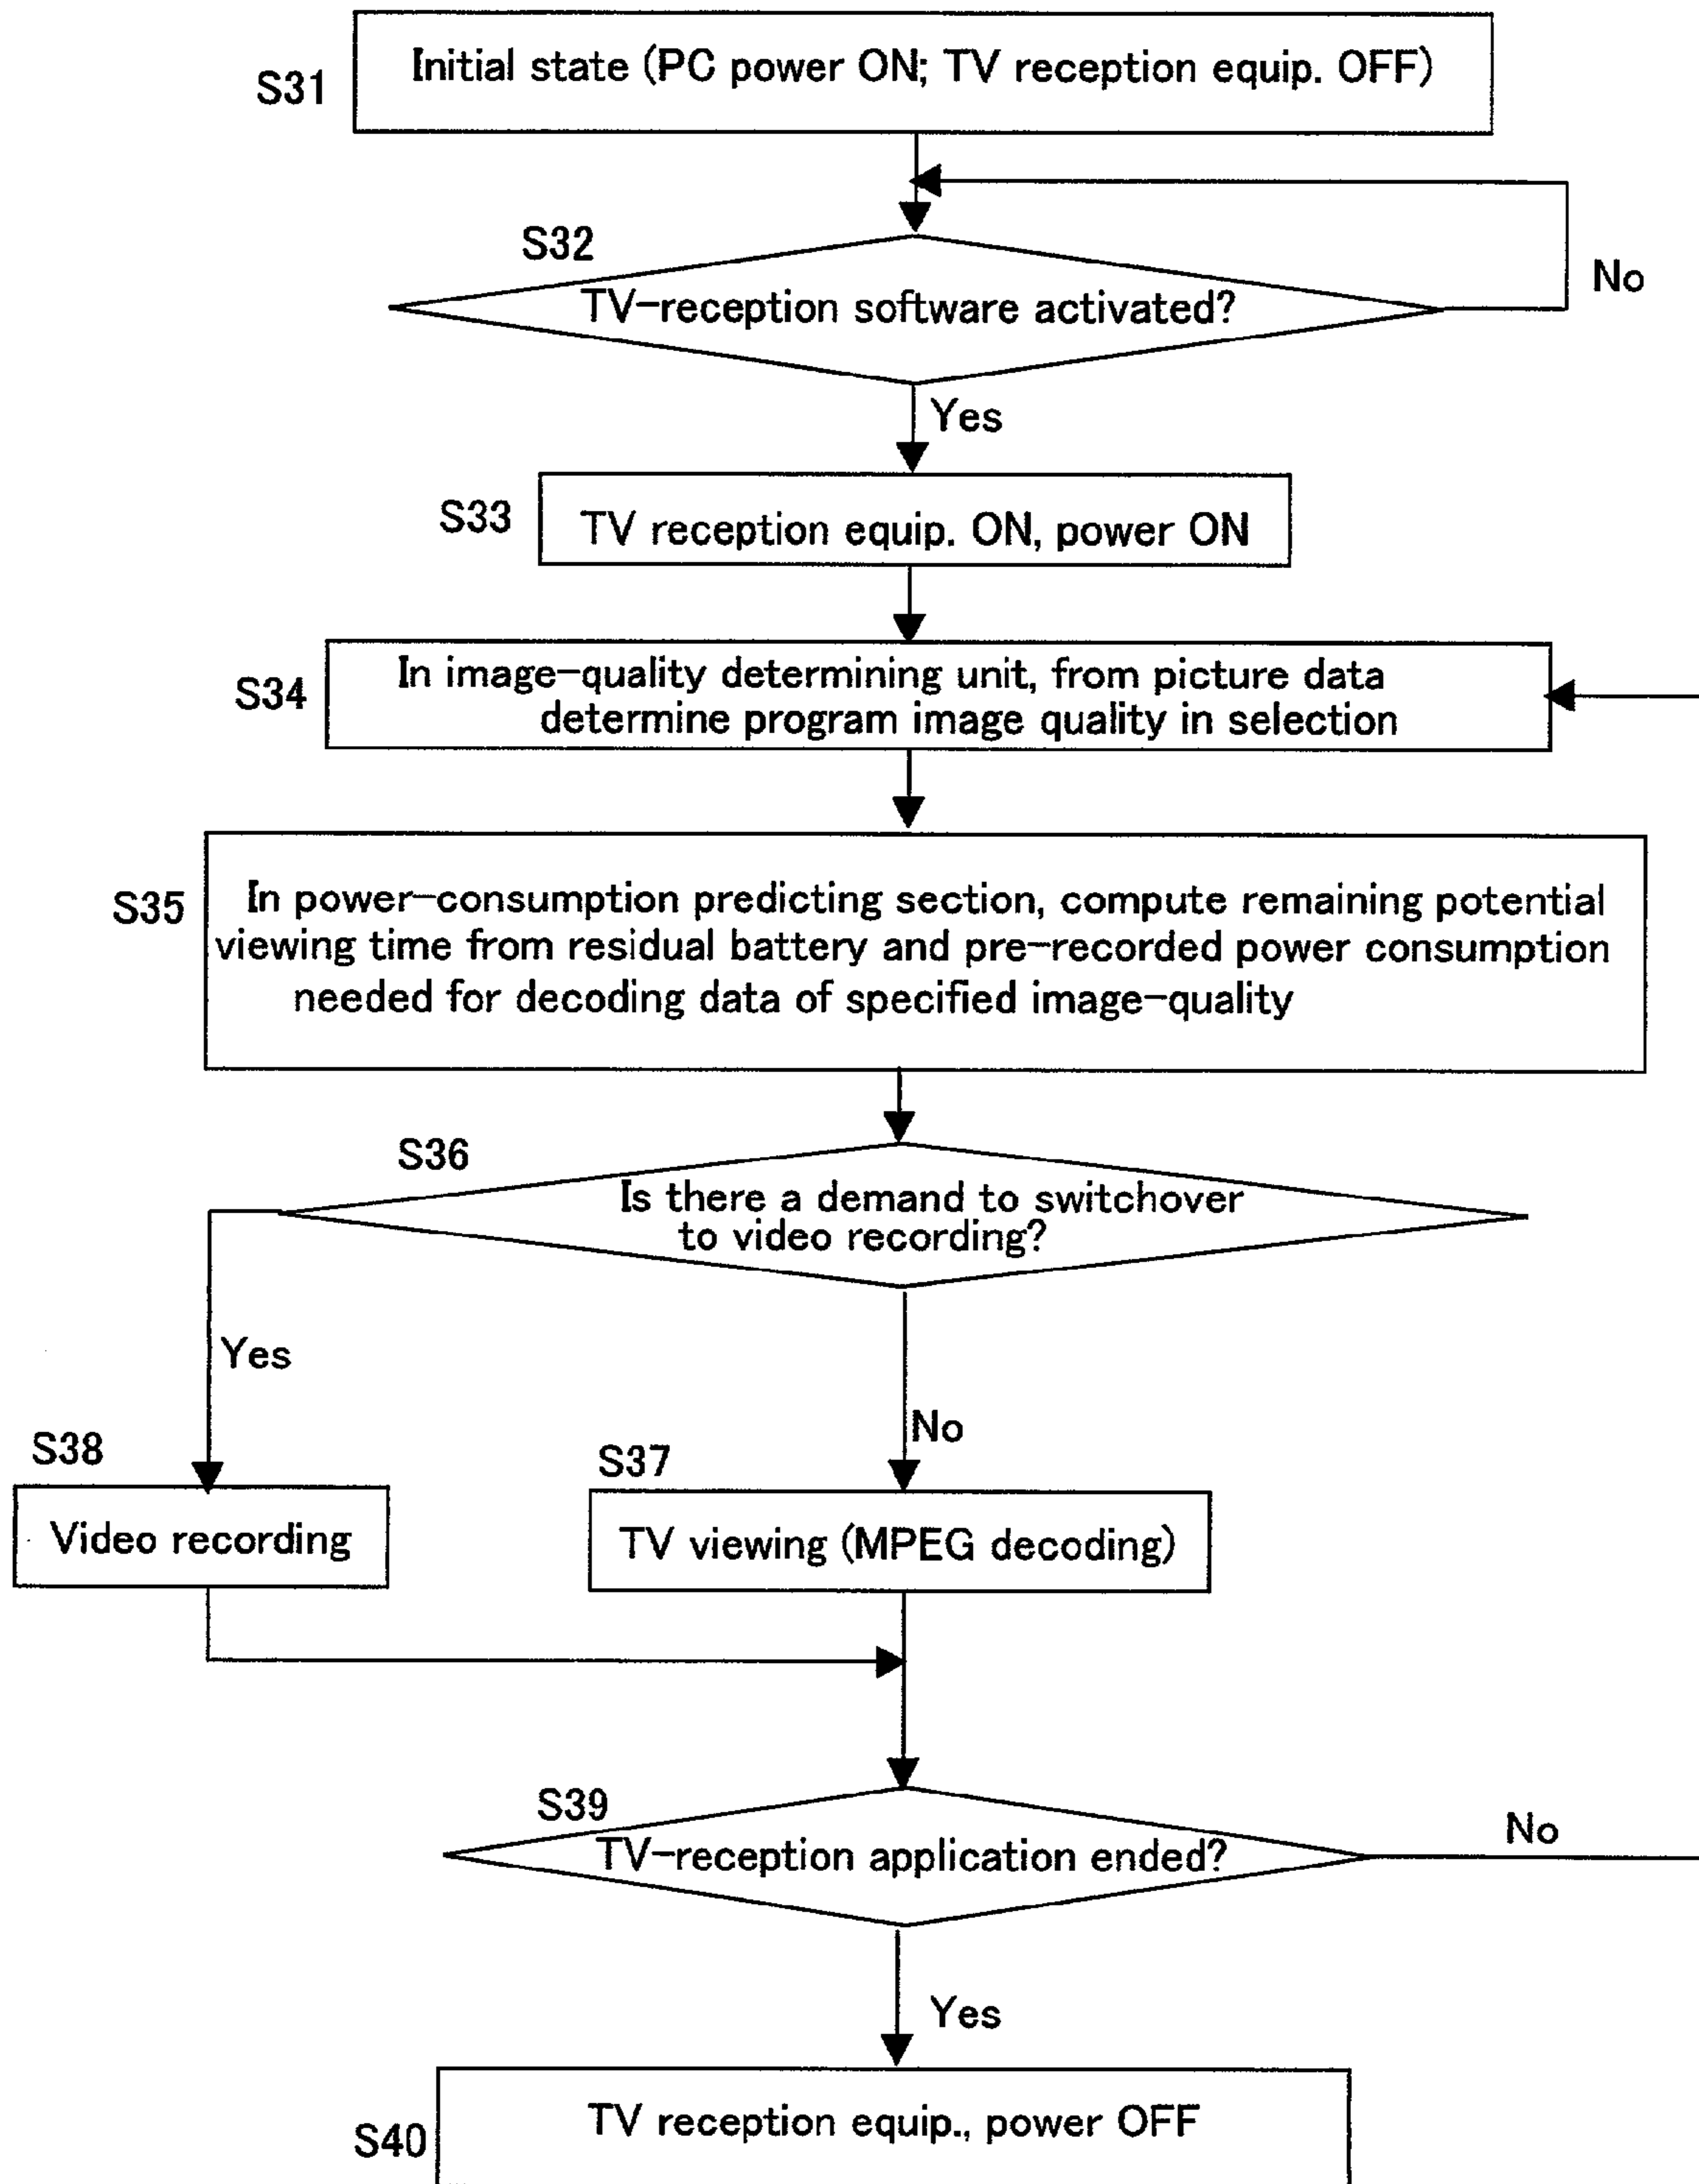 S31
Initial state (PC power ON; TV reception equip. OFF)
S32
TV-reception software activated?
No
Yes
S33
TV reception equip. ON, power ON
S34
In image-quality determining unit, from picture data
determine program image quality in selection
S35
In power-consumption predicting section, compute remaining potential
viewing time from residual battery and pre-recorded power consumption
needed for decoding data of specified image-quality
S36
Is there a demand to switchover
to video recording?
Yes
No
S38
Video recording
S37
TV viewing (MPEG decoding)
S39
TV-reception application ended?
No
Yes
S40
TV reception equip., power OFF